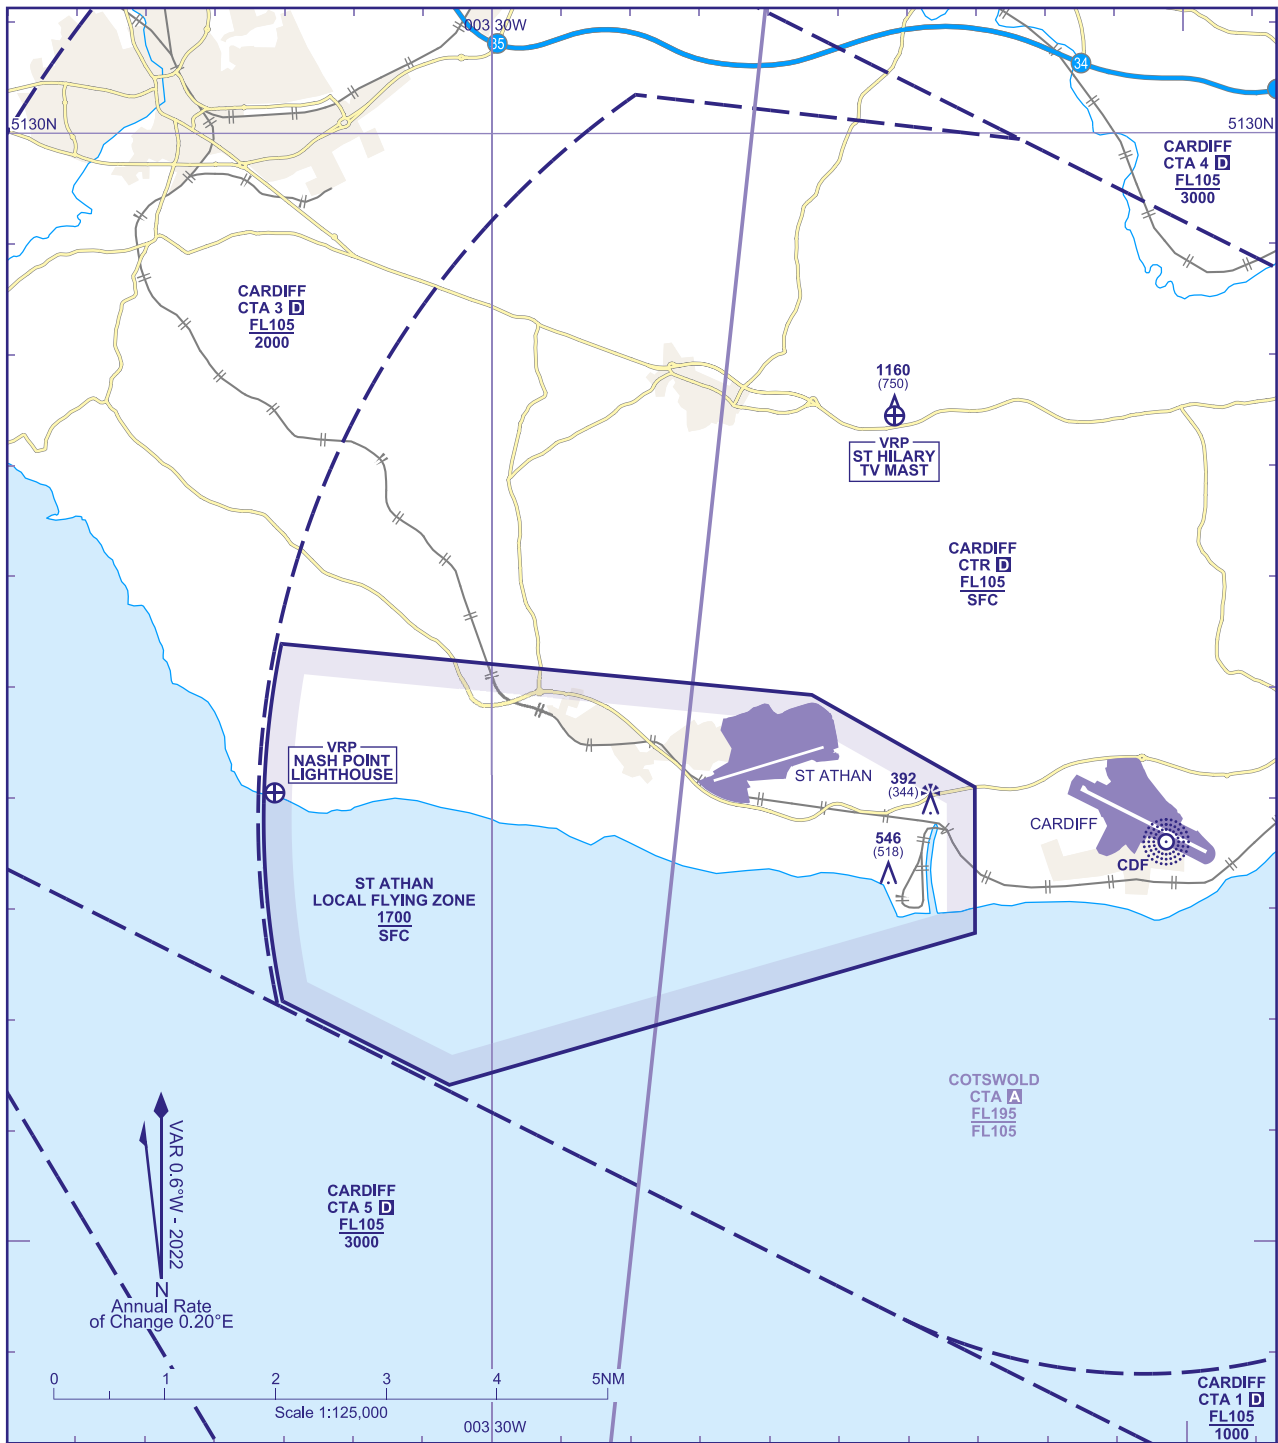 003 30W
35
34
5130N
5130N
CARDIFF
CTA 4 D
FL105
3000
CARDIFF
CTA 3 D
FL105
2000
1160
(750)
VRP
ST HILARY
TV MAST
CARDIFF
CTR D
FL105
SFC
VRP
NASH POINT
LIGHTHOUSE
ST ATHAN
392
(344)
CARDIFF
546
(518)
CDF
ST ATHAN
LOCAL FLYING ZONE
1700
SFC
COTSWOLD
CTA A
FL195
FL105
VAR 0.6°W - 2022
CARDIFF
CTA 5 D
FL105
3000
N
Annual Rate
of Change 0.20°E
0 1 2 3 4 5NM
Scale 1:125,000
003 30W
CARDIFF
CTA 1 D
FL105
1000